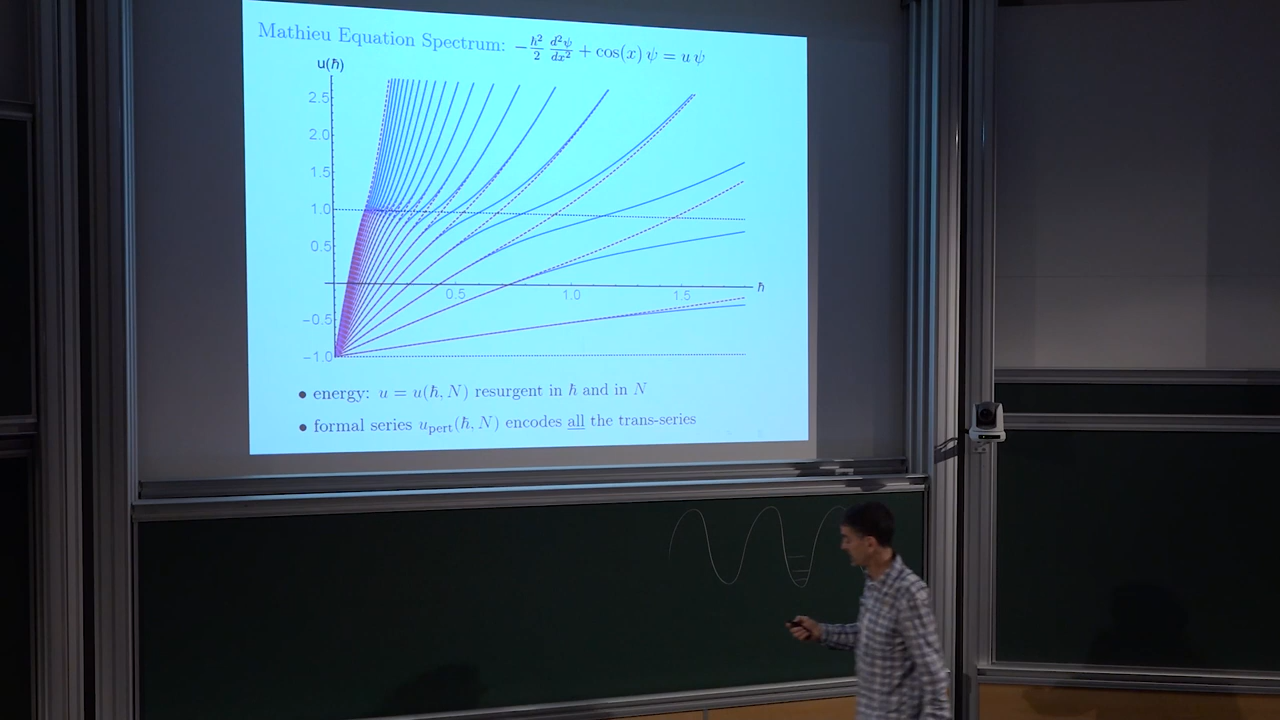 Mathieu Equation Spectrum: $-\frac{\hbar^2}{2}\frac{d^2\psi}{dx^2} + \cos(x)\,\psi = u\,\psi$
u(ħ)
2.5
2.0
1.5
1.0
0.5
ħ
0.5 1.0 1.5
−0.5
−1.0
• energy: u = u(ħ, N) resurgent in ħ and in N
• formal series u_pert(ħ, N) encodes all the trans-series